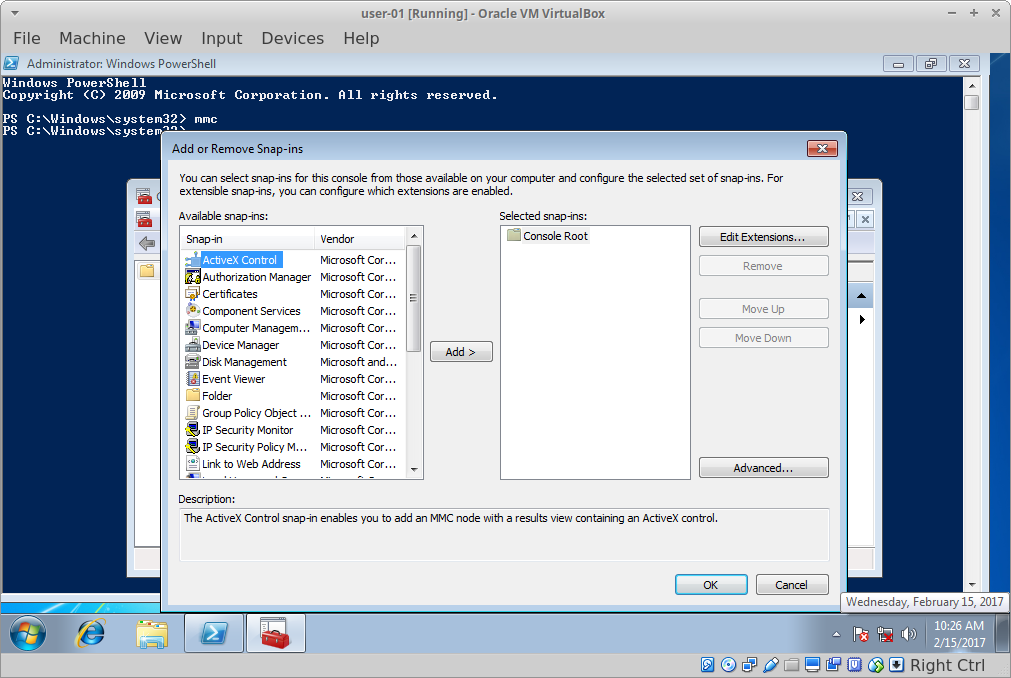 user-01 [Running] - Oracle VM VirtualBox
File Machine View Input Devices Help
Administrator: Windows PowerShell
Windows PowerShell
Copyright (C) 2009 Microsoft Corporation. All rights reserved.
PS C:\Windows\system32> mmc
PS C:\Windows\system32>
Add or Remove Snap-ins
You can select snap-ins for this console from those available on your computer and configure the selected set of snap-ins. For
extensible snap-ins, you can configure which extensions are enabled.
Available snap-ins:
Selected snap-ins:
Snap-in Vendor
ActiveX Control Microsoft Cor...
Authorization Manager Microsoft Cor...
Certificates Microsoft Cor...
Component Services Microsoft Cor...
Computer Managem... Microsoft Cor...
Device Manager Microsoft Cor...
Disk Management Microsoft and...
Event Viewer Microsoft Cor...
Folder Microsoft Cor...
Group Policy Object ... Microsoft Cor...
IP Security Monitor Microsoft Cor...
IP Security Policy M... Microsoft Cor...
Link to Web Address Microsoft Cor...
Add >
Console Root
Edit Extensions...
Remove
Move Up
Move Down
Advanced...
Description:
The ActiveX Control snap-in enables you to add an MMC node with a results view containing an ActiveX control.
OK
Cancel
Wednesday, February 15, 2017
10:26 AM
2/15/2017
Right Ctrl